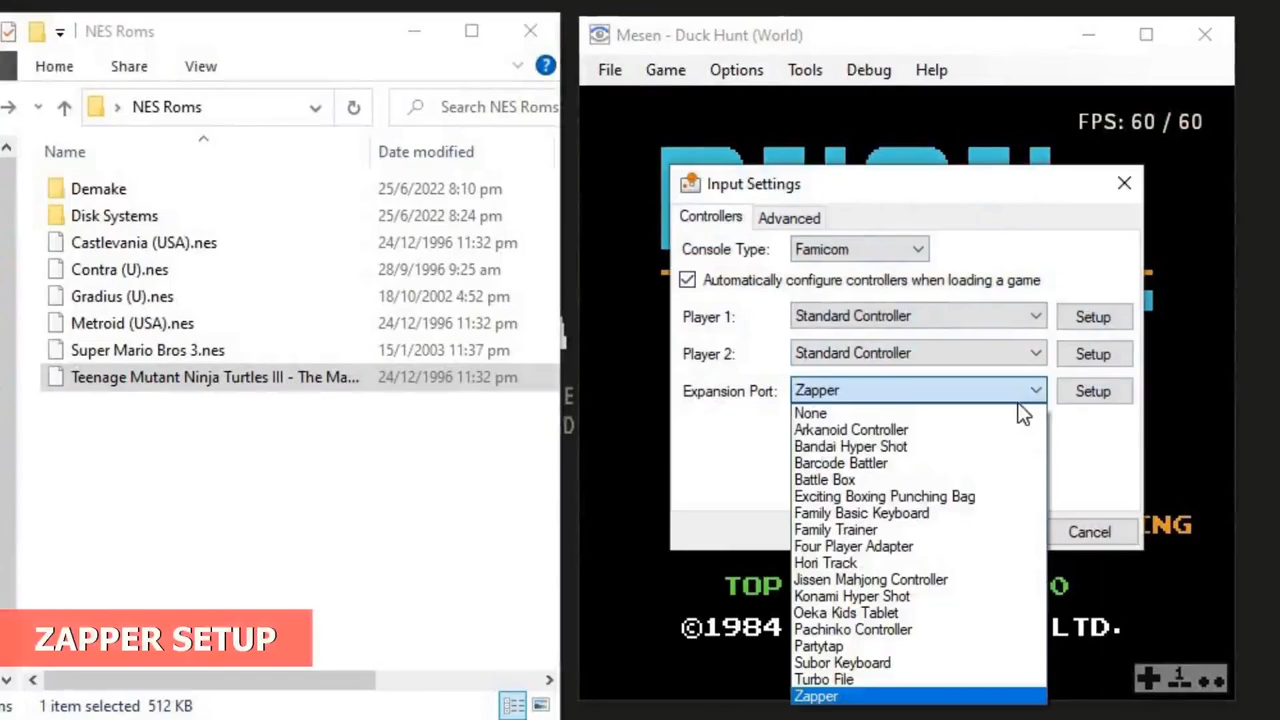 NES Roms
Home Share View
NES Roms
Search NES Roms
Name Date modified
Demake 25/6/2022 8:10 pm
Disk Systems 25/6/2022 8:24 pm
Castlevania (USA).nes 24/12/1996 11:32 pm
Contra (U).nes 28/9/1996 9:25 am
Gradius (U).nes 18/10/2002 4:52 pm
Metroid (USA).nes 24/12/1996 11:32 pm
Super Mario Bros 3.nes 15/1/2003 11:37 pm
Teenage Mutant Ninja Turtles III - The Ma... 24/12/1996 11:32 pm
ZAPPER SETUP
1 item selected 512 KB
Mesen - Duck Hunt (World)
File Game Options Tools Debug Help
FPS: 60 / 60
Input Settings
Controllers Advanced
Console Type: Famicom
Automatically configure controllers when loading a game
Player 1: Standard Controller Setup
Player 2: Standard Controller Setup
Expansion Port: Zapper Setup
None
Arkanoid Controller
Bandai Hyper Shot
Barcode Battler
Battle Box
Exciting Boxing Punching Bag
Family Basic Keyboard
Family Trainer
Four Player Adapter
Hori Track
Jissen Mahjong Controller
Konami Hyper Shot
Oeka Kids Tablet
Pachinko Controller
Partytap
Subor Keyboard
Turbo File
Zapper
Cancel
TOP 0
©1984 LTD.
1